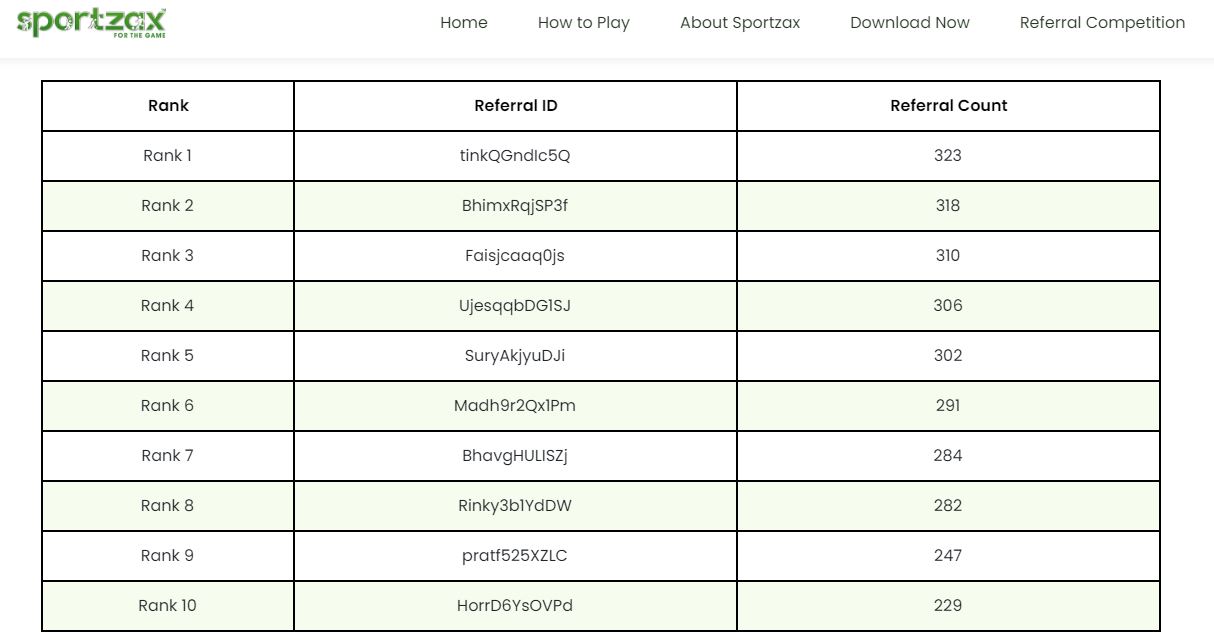 sportzax™
FOR THE GAME
Home How to Play About Sportzax Download Now Referral Competition
Rank Referral ID Referral Count
Rank 1 tinkQGndIc5Q 323
Rank 2 BhimxRqjSP3f 318
Rank 3 Faisjcaaq0js 310
Rank 4 UjesqqbDG1SJ 306
Rank 5 SuryAkjyuDJi 302
Rank 6 Madh9r2Qx1Pm 291
Rank 7 BhavgHULISZj 284
Rank 8 Rinky3b1YdDW 282
Rank 9 pratf525XZLC 247
Rank 10 HorrD6YsOVPd 229